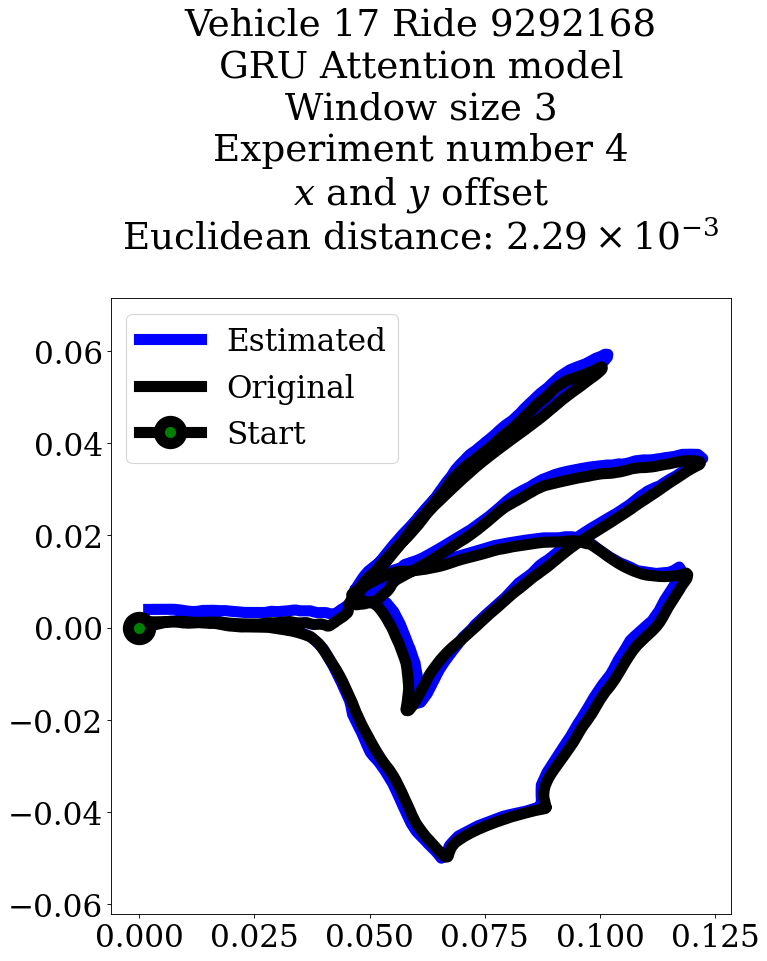 Vehicle 17 Ride 9292168
GRU Attention model
Window size 3
Experiment number 4
x and y offset
Euclidean distance: 2.29 × 10⁻³
Estimated
Original
Start
0.06
0.04
0.02
0.00
−0.02
−0.04
−0.06
0.000 0.025 0.050 0.075 0.100 0.125